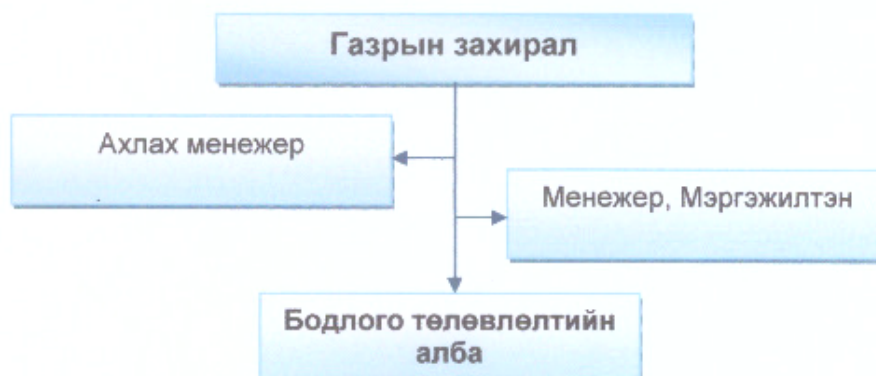 Газрын захирал
Ахлах менежер
Менежер, Мэргэжилтэн
Бодлого төлөвлөлтийн
алба